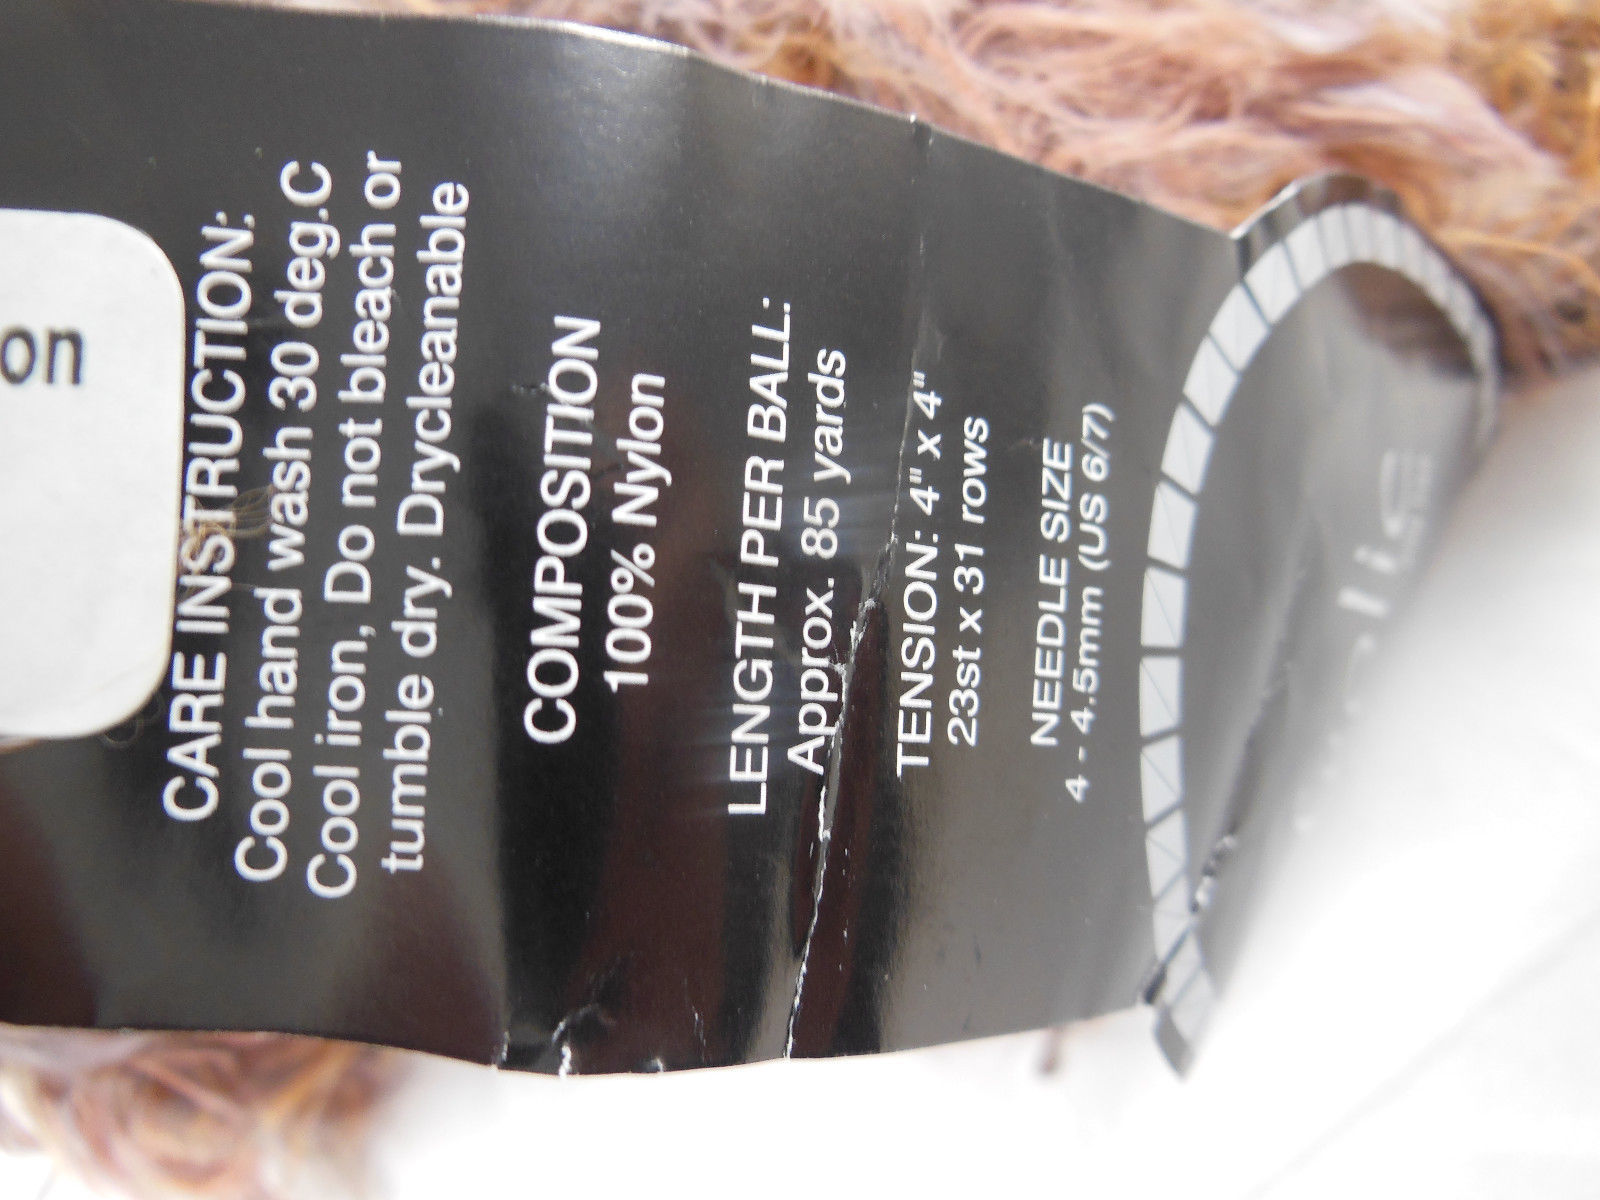 on
CARE INSTRUCTION:
Cool hand wash 30 deg.C
Cool iron, Do not bleach or
tumble dry. Drycleanable
COMPOSITION
100% Nylon
LENGTH PER BALL:
Approx. 85 yards
TENSION: 4" x 4"
23st x 31 rows
NEEDLE SIZE
4 - 4.5mm (US 6/7)